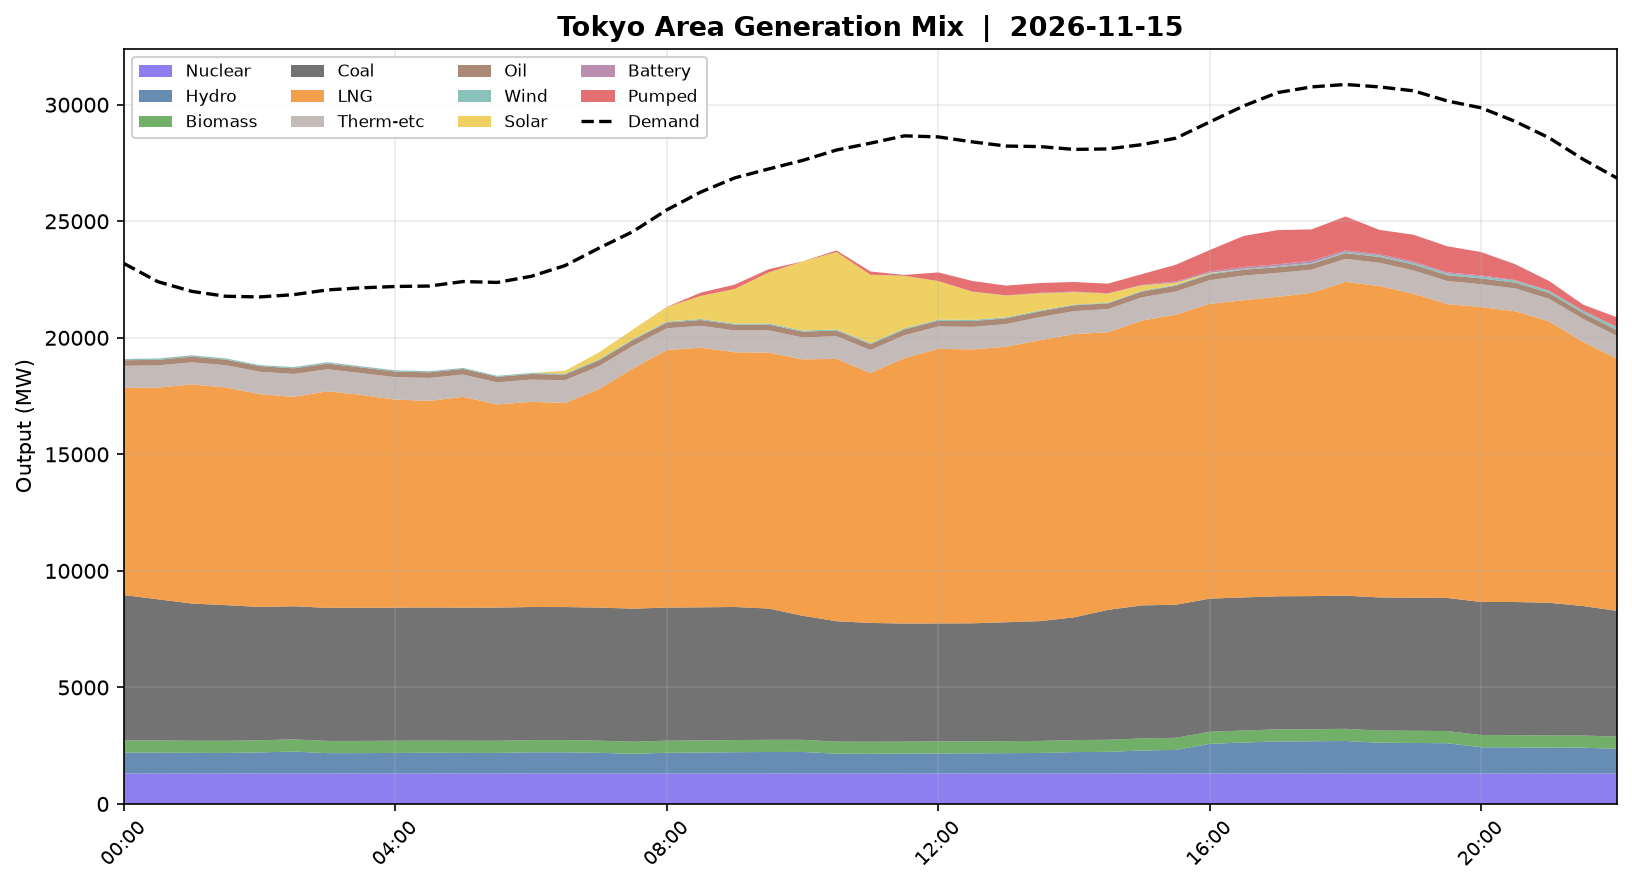 Tokyo Area Generation Mix | 2026-11-15
Nuclear Coal Oil Battery
Hydro LNG Wind Pumped
Biomass Therm-etc Solar Demand
Output (MW)
30000
25000
20000
15000
10000
5000
0
00:00 04:00 08:00 12:00 16:00 20:00